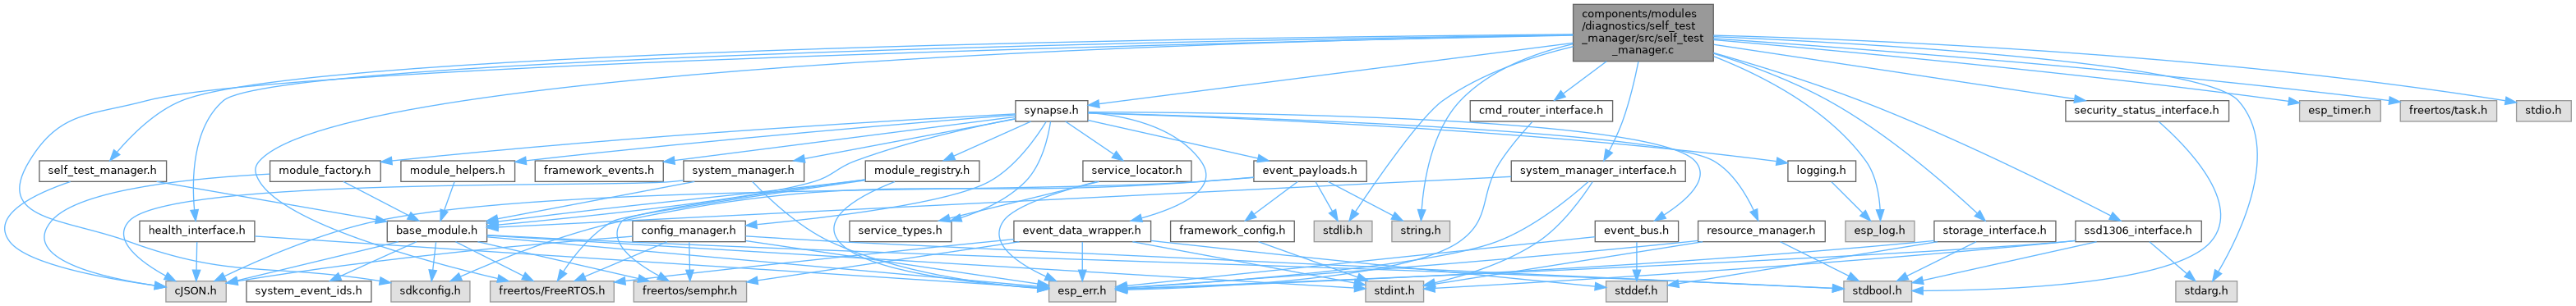 components/modules
/diagnostics/self_test
_manager/src/self_test
_manager.c
synapse.h
cmd_router_interface.h
security_status_interface.h
esp_timer.h
freertos/task.h
stdio.h
self_test_manager.h
module_factory.h
module_helpers.h
framework_events.h
system_manager.h
module_registry.h
service_locator.h
event_payloads.h
system_manager_interface.h
logging.h
health_interface.h
base_module.h
config_manager.h
service_types.h
event_data_wrapper.h
framework_config.h
stdlib.h
string.h
event_bus.h
resource_manager.h
esp_log.h
storage_interface.h
ssd1306_interface.h
cJSON.h
system_event_ids.h
sdkconfig.h
freertos/FreeRTOS.h
freertos/semphr.h
esp_err.h
stdint.h
stddef.h
stdbool.h
stdarg.h